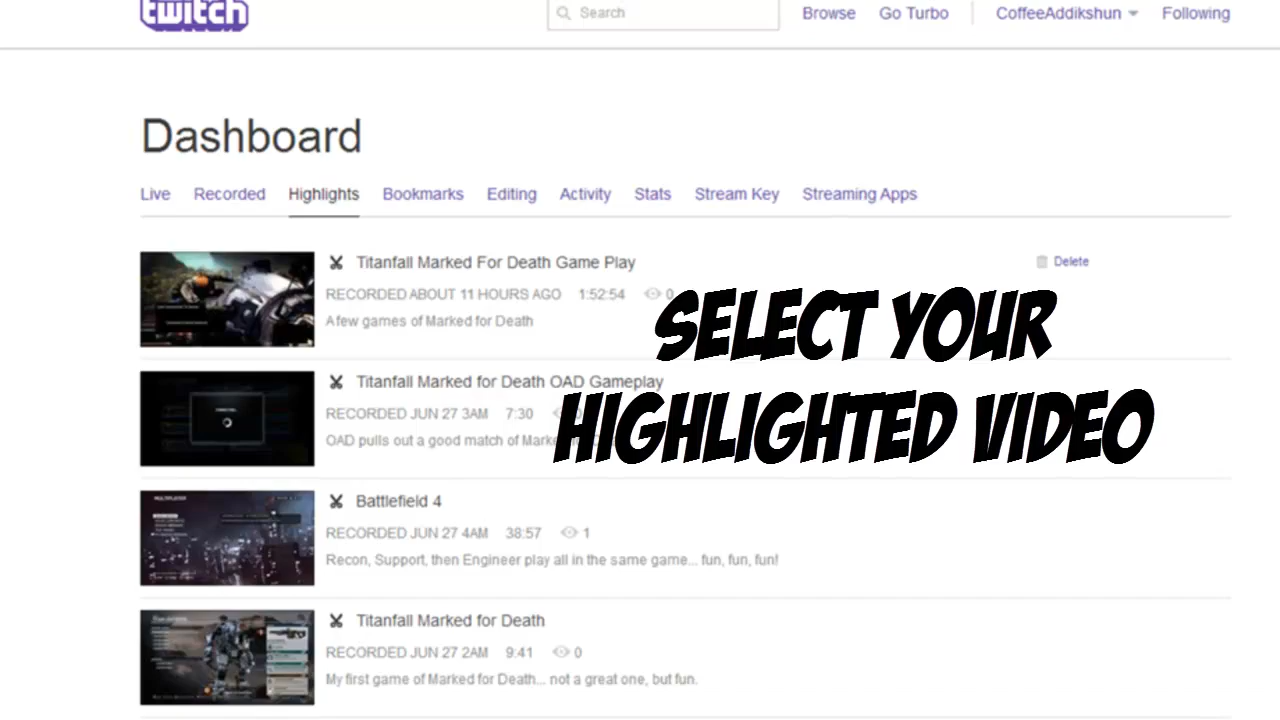 twitch
Search
Browse Go Turbo CoffeeAddikshun Following
Dashboard
Live Recorded Highlights Bookmarks Editing Activity Stats Stream Key Streaming Apps
Titanfall Marked For Death Game Play
Delete
RECORDED ABOUT 11 HOURS AGO 1:52:54 0
A few games of Marked for Death
SELECT YOUR
HIGHLIGHTED VIDEO
Titanfall Marked for Death OAD Gameplay
RECORDED JUN 27 3AM 7:30
OAD pulls out a good match of
Battlefield 4
RECORDED JUN 27 4AM 38:57 1
Recon, Support, then Engineer play all in the same game... fun, fun, fun!
Titanfall Marked for Death
RECORDED JUN 27 2AM 9:41 0
My first game of Marked for Death... not a great one, but fun.